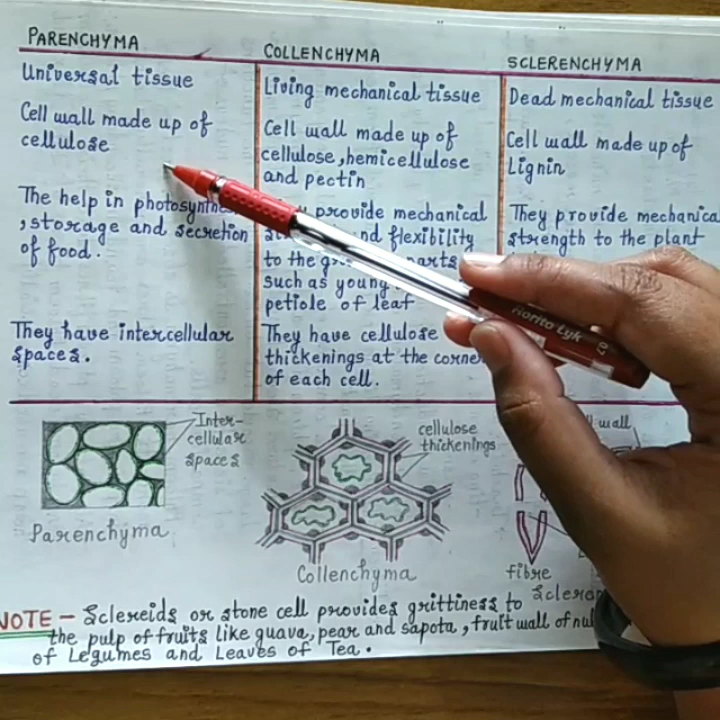 PARENCHYMA
Universal tissue
Cell wall made up of
cellulose
The help in
, storage and secretion
of food.
They have intercellular
spaces.
COLLENCHYMA
Living mechanical tissue
Cell wall made up of
cellulose, hemicellulose
and pectin
provide mechanical
flexibility
to the
such as young
petiole of leaf
They have cellulose
thickenings at the
of each cell.
SCLERENCHYMA
Dead mechanical tissue
Cell wall made up of
Lignin
They provide
strength to the plant
Inter-
cellular
spaces
Parenchyma
cellulose
thickenings
Collenchyma
wall
fibre
NOTE – Sclereids or stone cell provides grittiness to
the pulp of fruits like guava, pear and sapota, fruit wall of
of Legumes and Leaves of Tea.
Norita Lyk